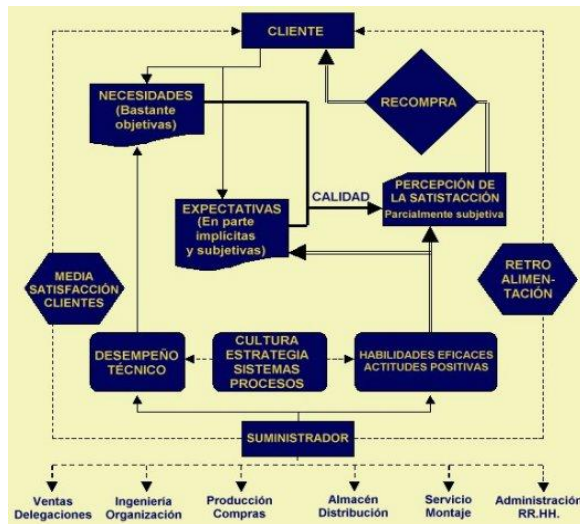 CLIENTE
NECESIDADES
(Bastante
objetivas)
RECOMPRA
CALIDAD
PERCEPCIÓN DE
LA SATISTACCIÓN
Parcialmente subjetiva
EXPECTATIVAS
(En parte
implícitas
y subjetivas)
MEDIA
SATISFACCIÓN
CLIENTES
RETRO
ALIMEN-
TACIÓN
DESEMPEÑO
TÉCNICO
CULTURA
ESTRATEGIA
SISTEMAS
PROCESOS
HABILIDADES EFICACES
ACTITUDES POSITIVAS
SUMINISTRADOR
Ventas
Delegaciones
Ingeniería
Organización
Producción
Compras
Almacén
Distribución
Servicio
Montaje
Administración
RR.HH.